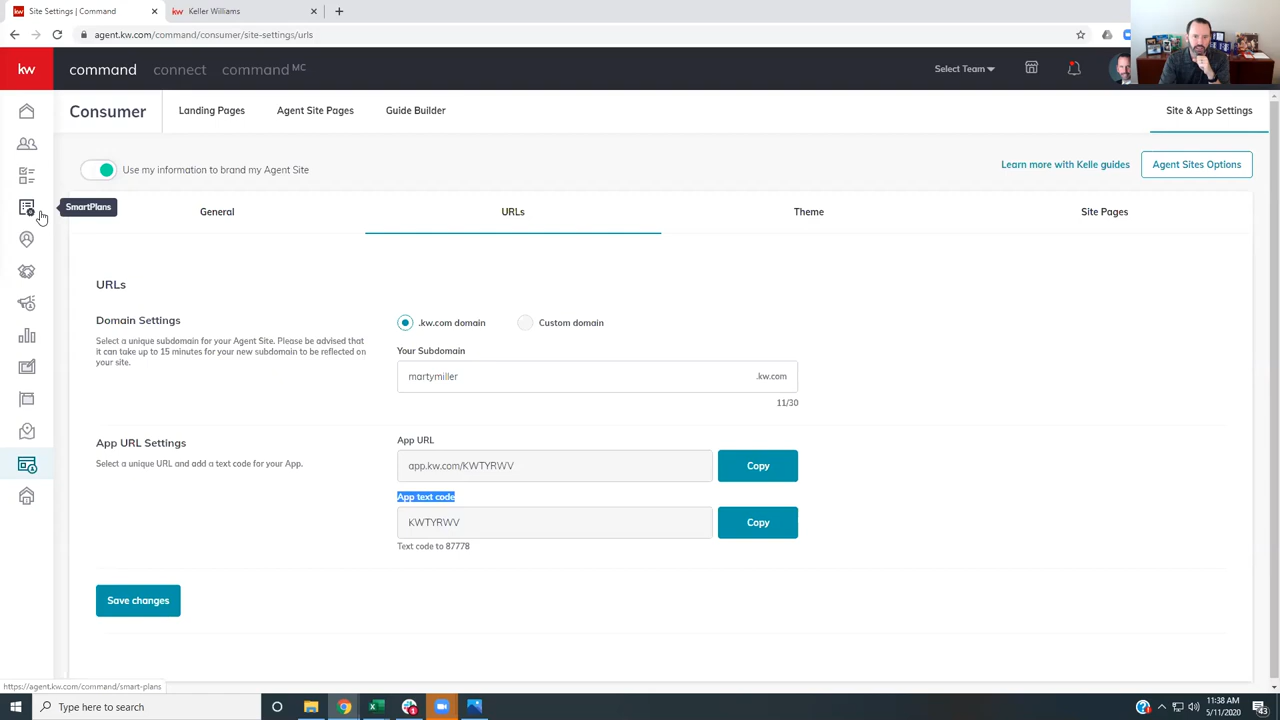 Site Settings | Command
kw Keller Williams
agent.kw.com/command/consumer/site-settings/urls
kw command connect command MC Select Team
Consumer Landing Pages Agent Site Pages Guide Builder Site & App Settings
Use my information to brand my Agent Site Learn more with Kelle guides Agent Sites Options
SmartPlans
General URLs Theme Site Pages
URLs
Domain Settings
Select a unique subdomain for your Agent Site. Please be advised that
it can take up to 15 minutes for your new subdomain to be reflected on
your site.
.kw.com domain Custom domain
Your Subdomain
martymiller .kw.com
11/30
App URL Settings
Select a unique URL and add a text code for your App.
App URL
app.kw.com/KWTYRWV Copy
App text code
KWTYRWV Copy
Text code to 87778
Save changes
https://agent.kw.com/command/smart-plans
Type here to search
11:38 AM
5/11/2020
43